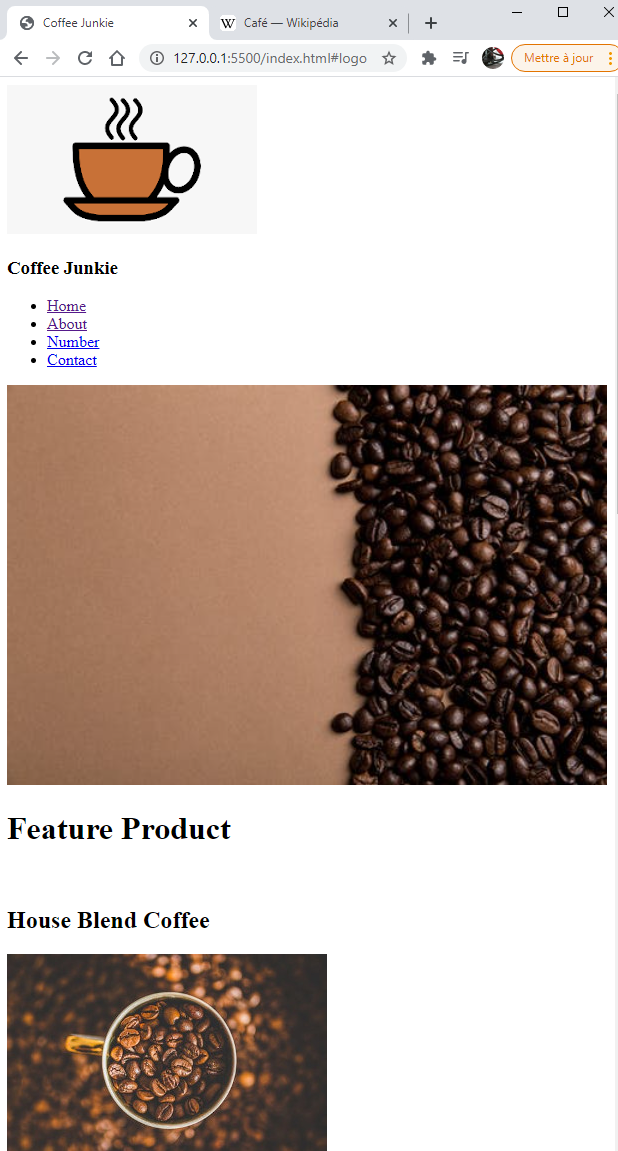 Coffee Junkie
Café — Wikipédia
127.0.0.1:5500/index.html#logo
Mettre à jour
Coffee Junkie
Home
About
Number
Contact
Feature Product
House Blend Coffee